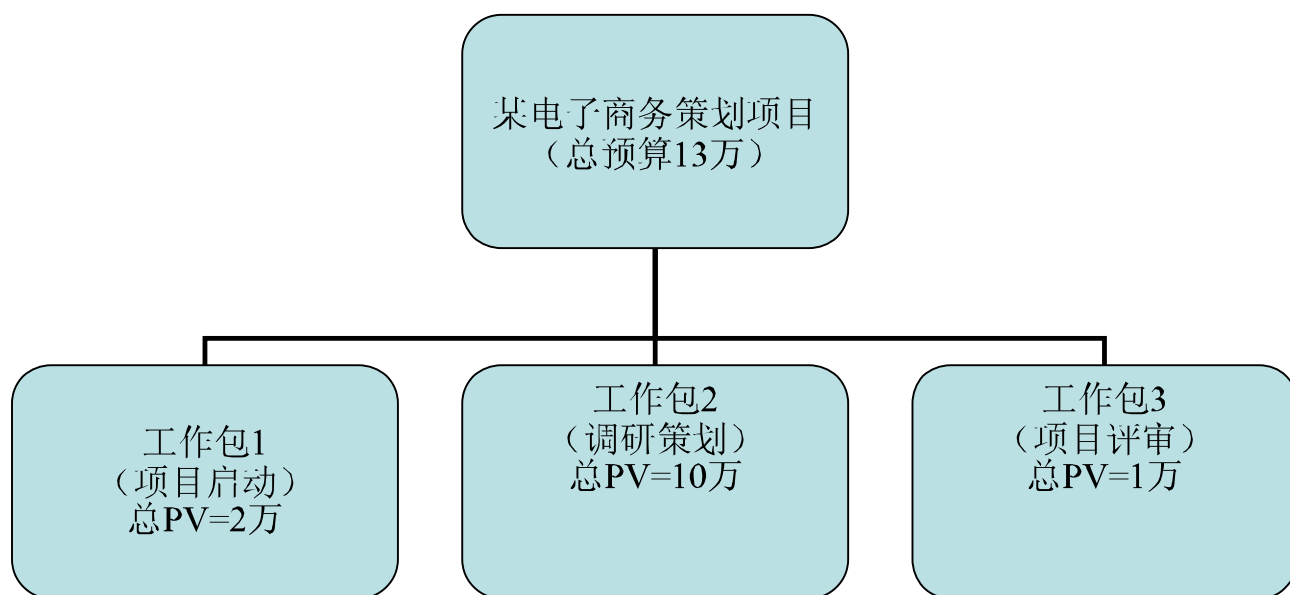 某电子商务策划项目
（总预算13万）
工作包1
（项目启动）
总PV=2万
工作包2
（调研策划）
总PV=10万
工作包3
（项目评审）
总PV=1万